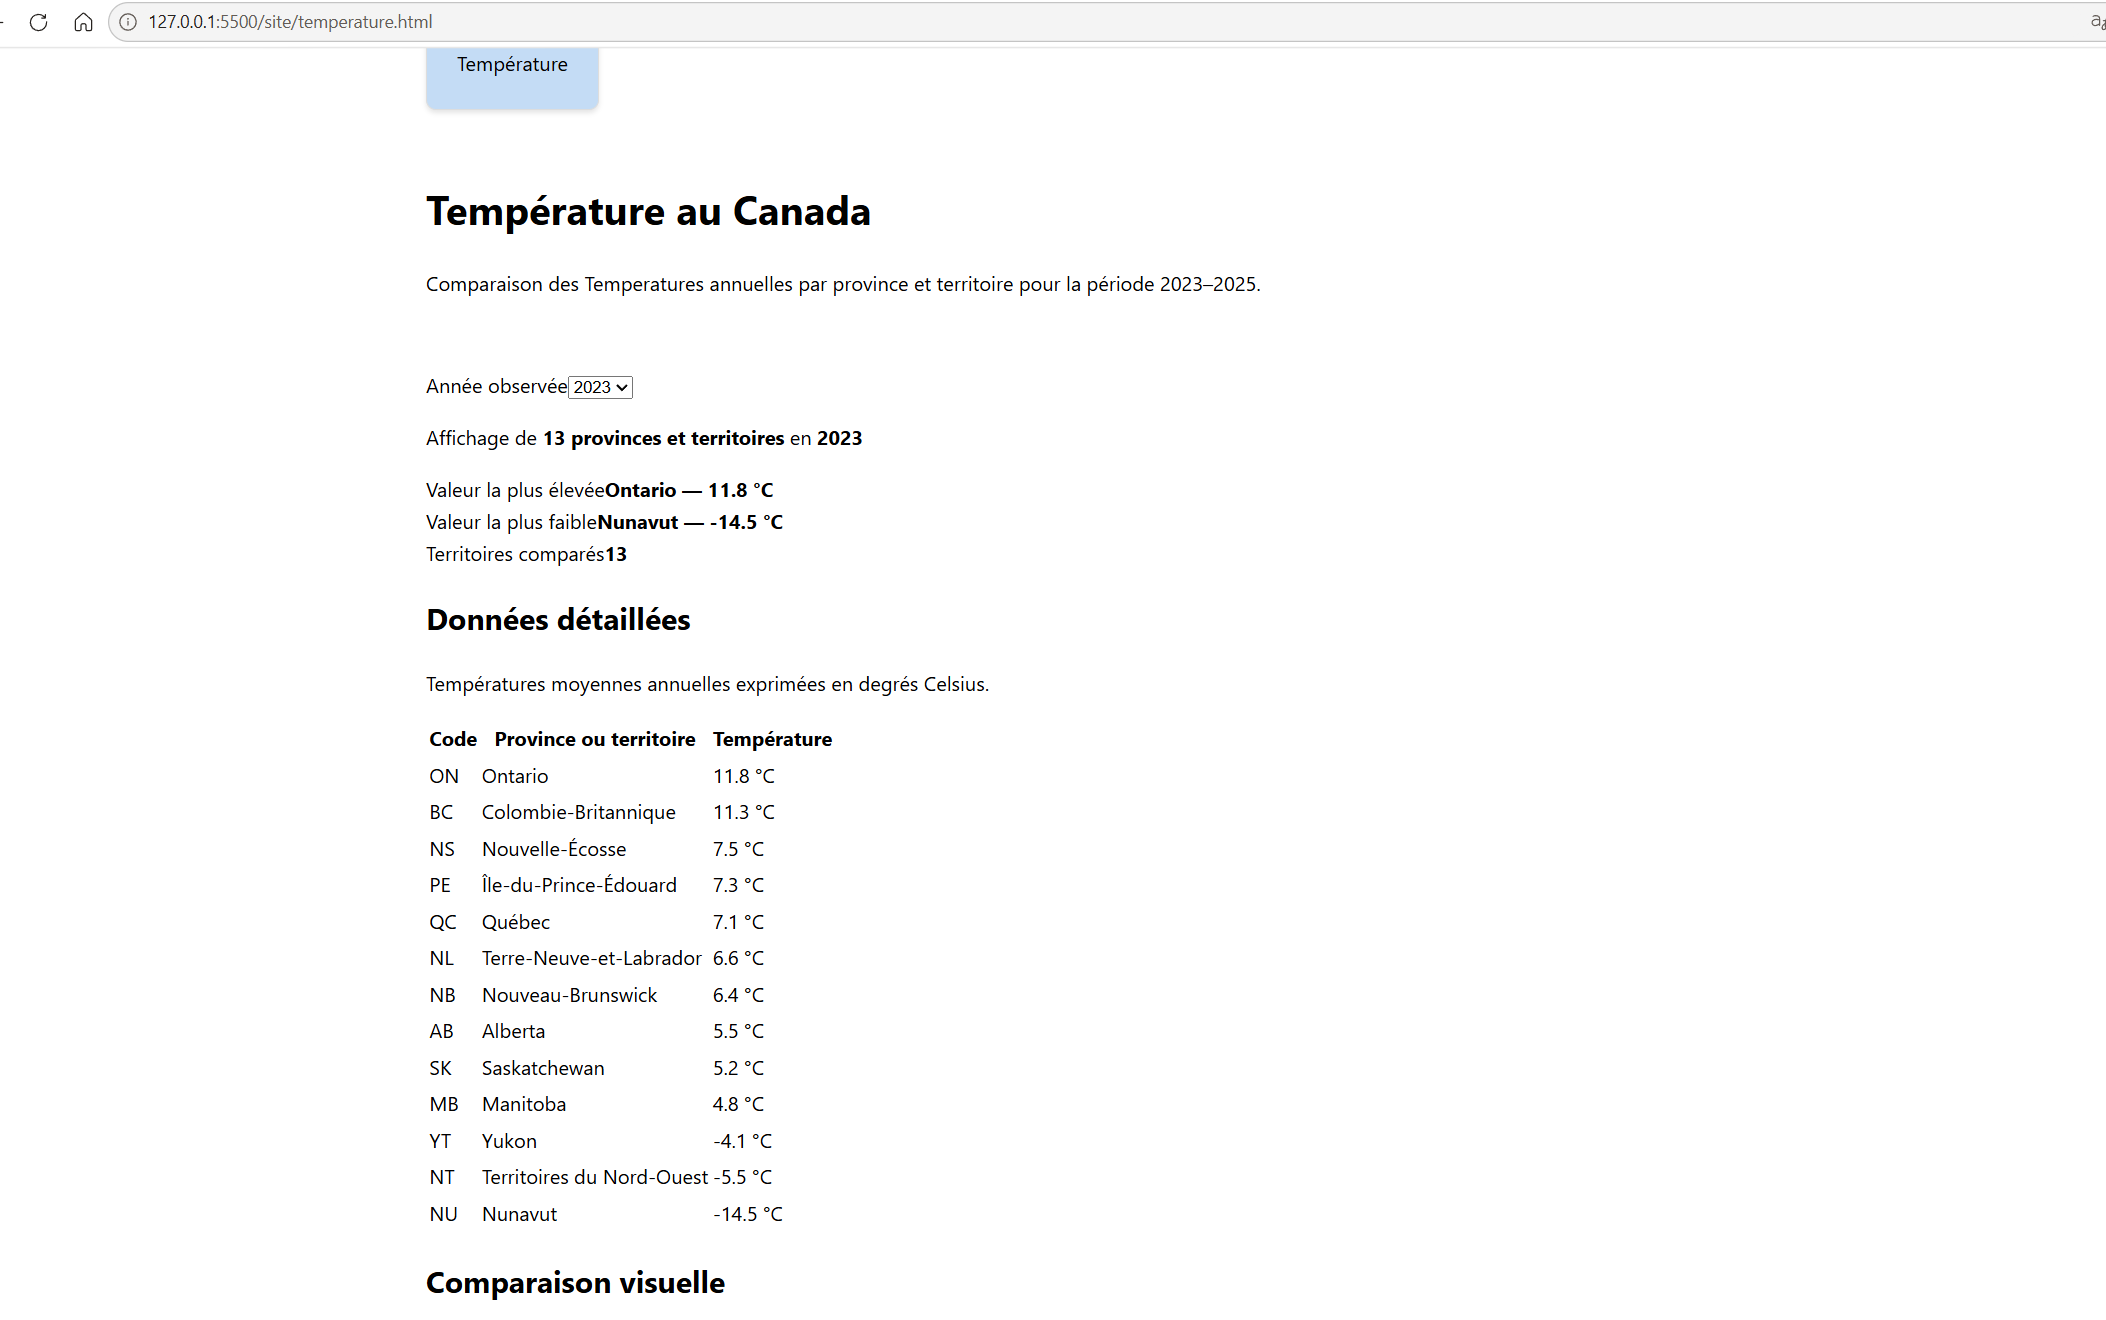 127.0.0.1:5500/site/temperature.html
Température
Température au Canada
Comparaison des Temperatures annuelles par province et territoire pour la période 2023–2025.
Année observée 2023
Affichage de 13 provinces et territoires en 2023
Valeur la plus élevéeOntario — 11.8 °C
Valeur la plus faibleNunavut — -14.5 °C
Territoires comparés13
Données détaillées
Températures moyennes annuelles exprimées en degrés Celsius.
Code Province ou territoire Température
ON Ontario 11.8 °C
BC Colombie-Britannique 11.3 °C
NS Nouvelle-Écosse 7.5 °C
PE Île-du-Prince-Édouard 7.3 °C
QC Québec 7.1 °C
NL Terre-Neuve-et-Labrador 6.6 °C
NB Nouveau-Brunswick 6.4 °C
AB Alberta 5.5 °C
SK Saskatchewan 5.2 °C
MB Manitoba 4.8 °C
YT Yukon -4.1 °C
NT Territoires du Nord-Ouest -5.5 °C
NU Nunavut -14.5 °C
Comparaison visuelle